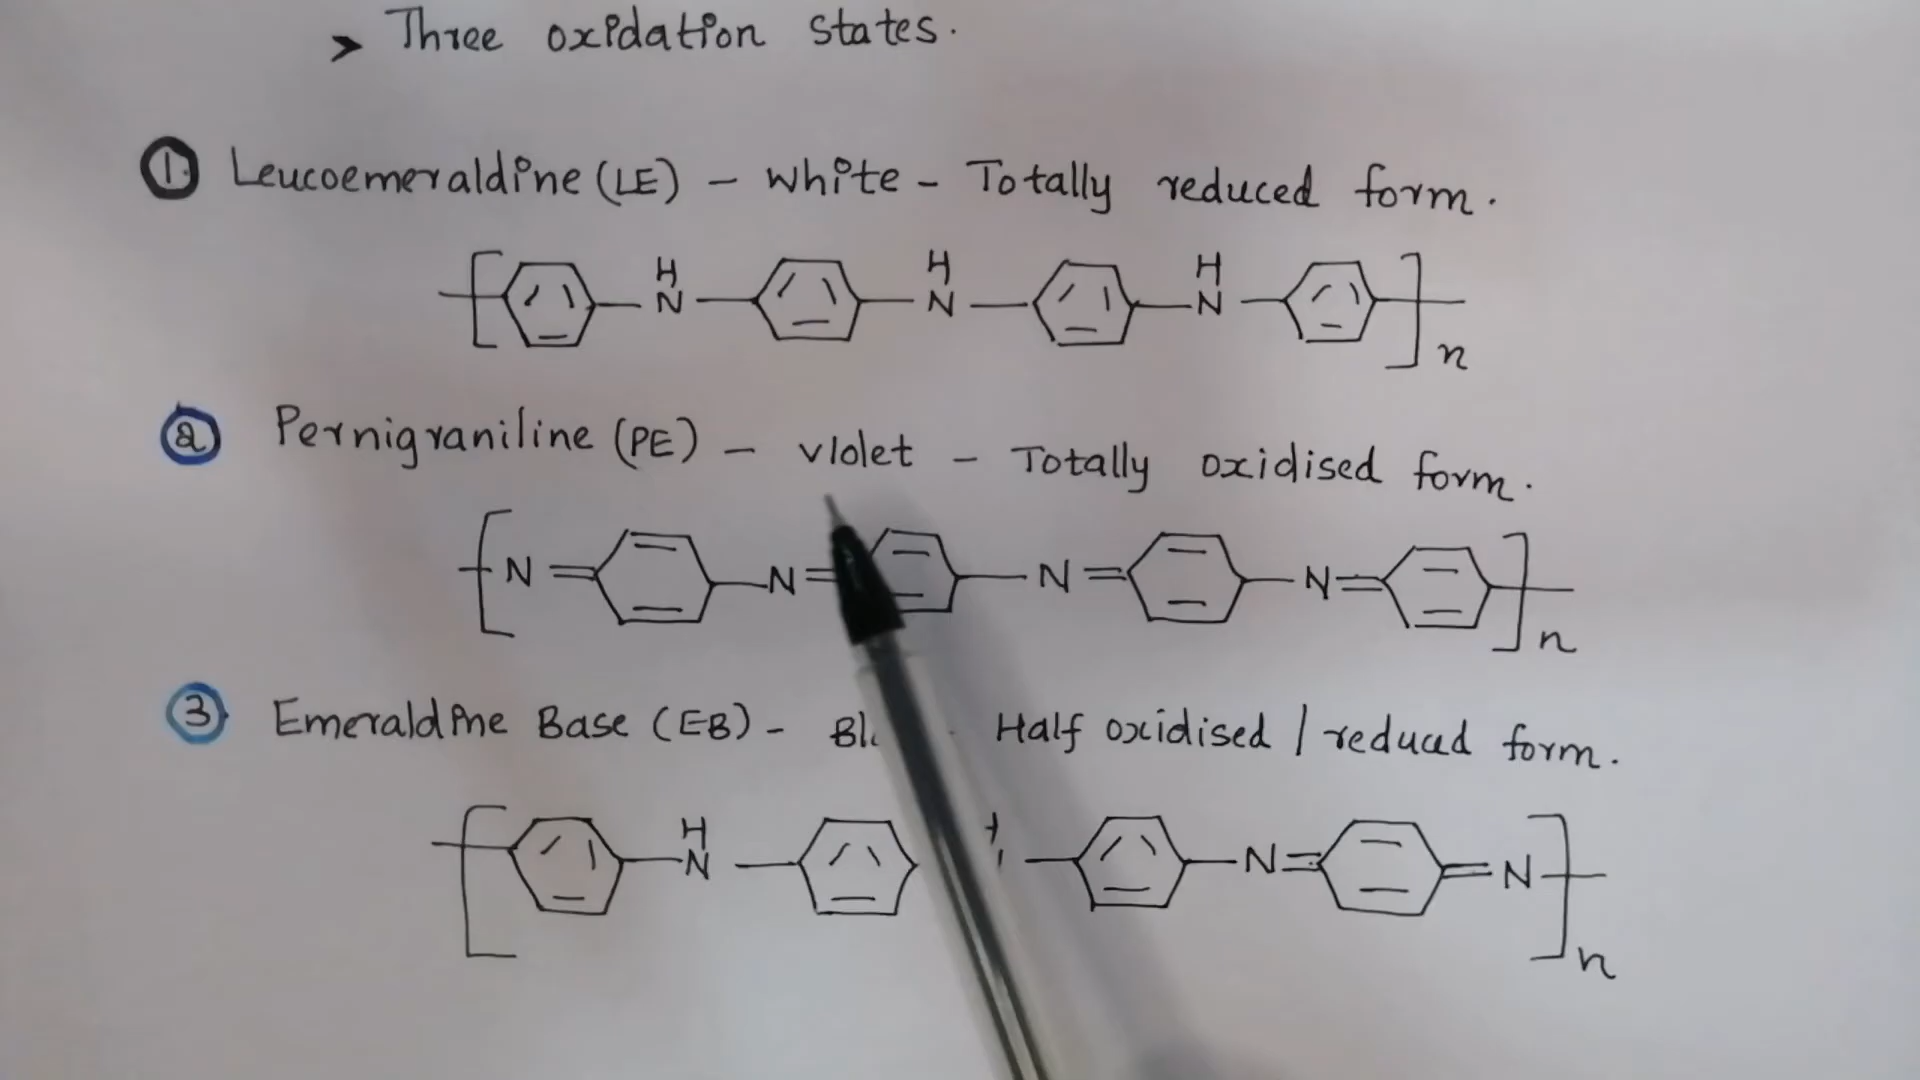 > Three oxidation states.
1. Leucoemeraldine (LE) - White - Totally reduced form.
H H H
N N N
n
2 Pernigraniline (PE) - Violet - Totally oxidised form.
N N N N
n
3 Emeraldine Base (EB) - Half oxidised / reduced form.
H
N N N
n